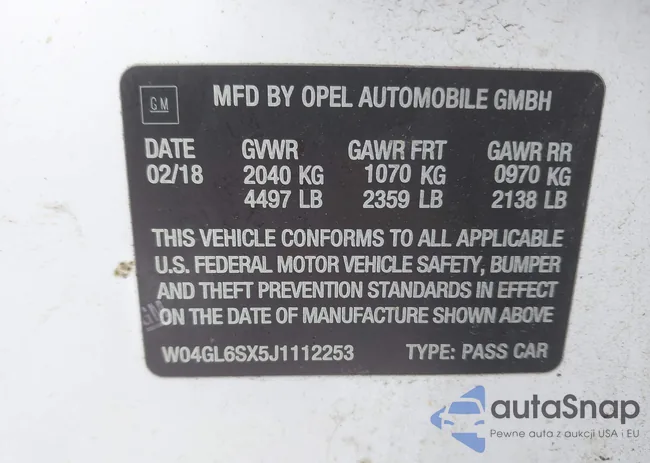 GM
MFD BY OPEL AUTOMOBILE GMBH
DATE GVWR GAWR FRT GAWR RR
02/18 2040 KG 1070 KG 0970 KG
4497 LB 2359 LB 2138 LB
THIS VEHICLE CONFORMS TO ALL APPLICABLE
U.S. FEDERAL MOTOR VEHICLE SAFETY, BUMPER
AND THEFT PREVENTION STANDARDS IN EFFECT
ON THE DATE OF MANUFACTURE SHOWN ABOVE
W04GL6SX5J1112253 TYPE: PASS CAR
GM
autaSnap
Pewne auta z aukcji USA i EU